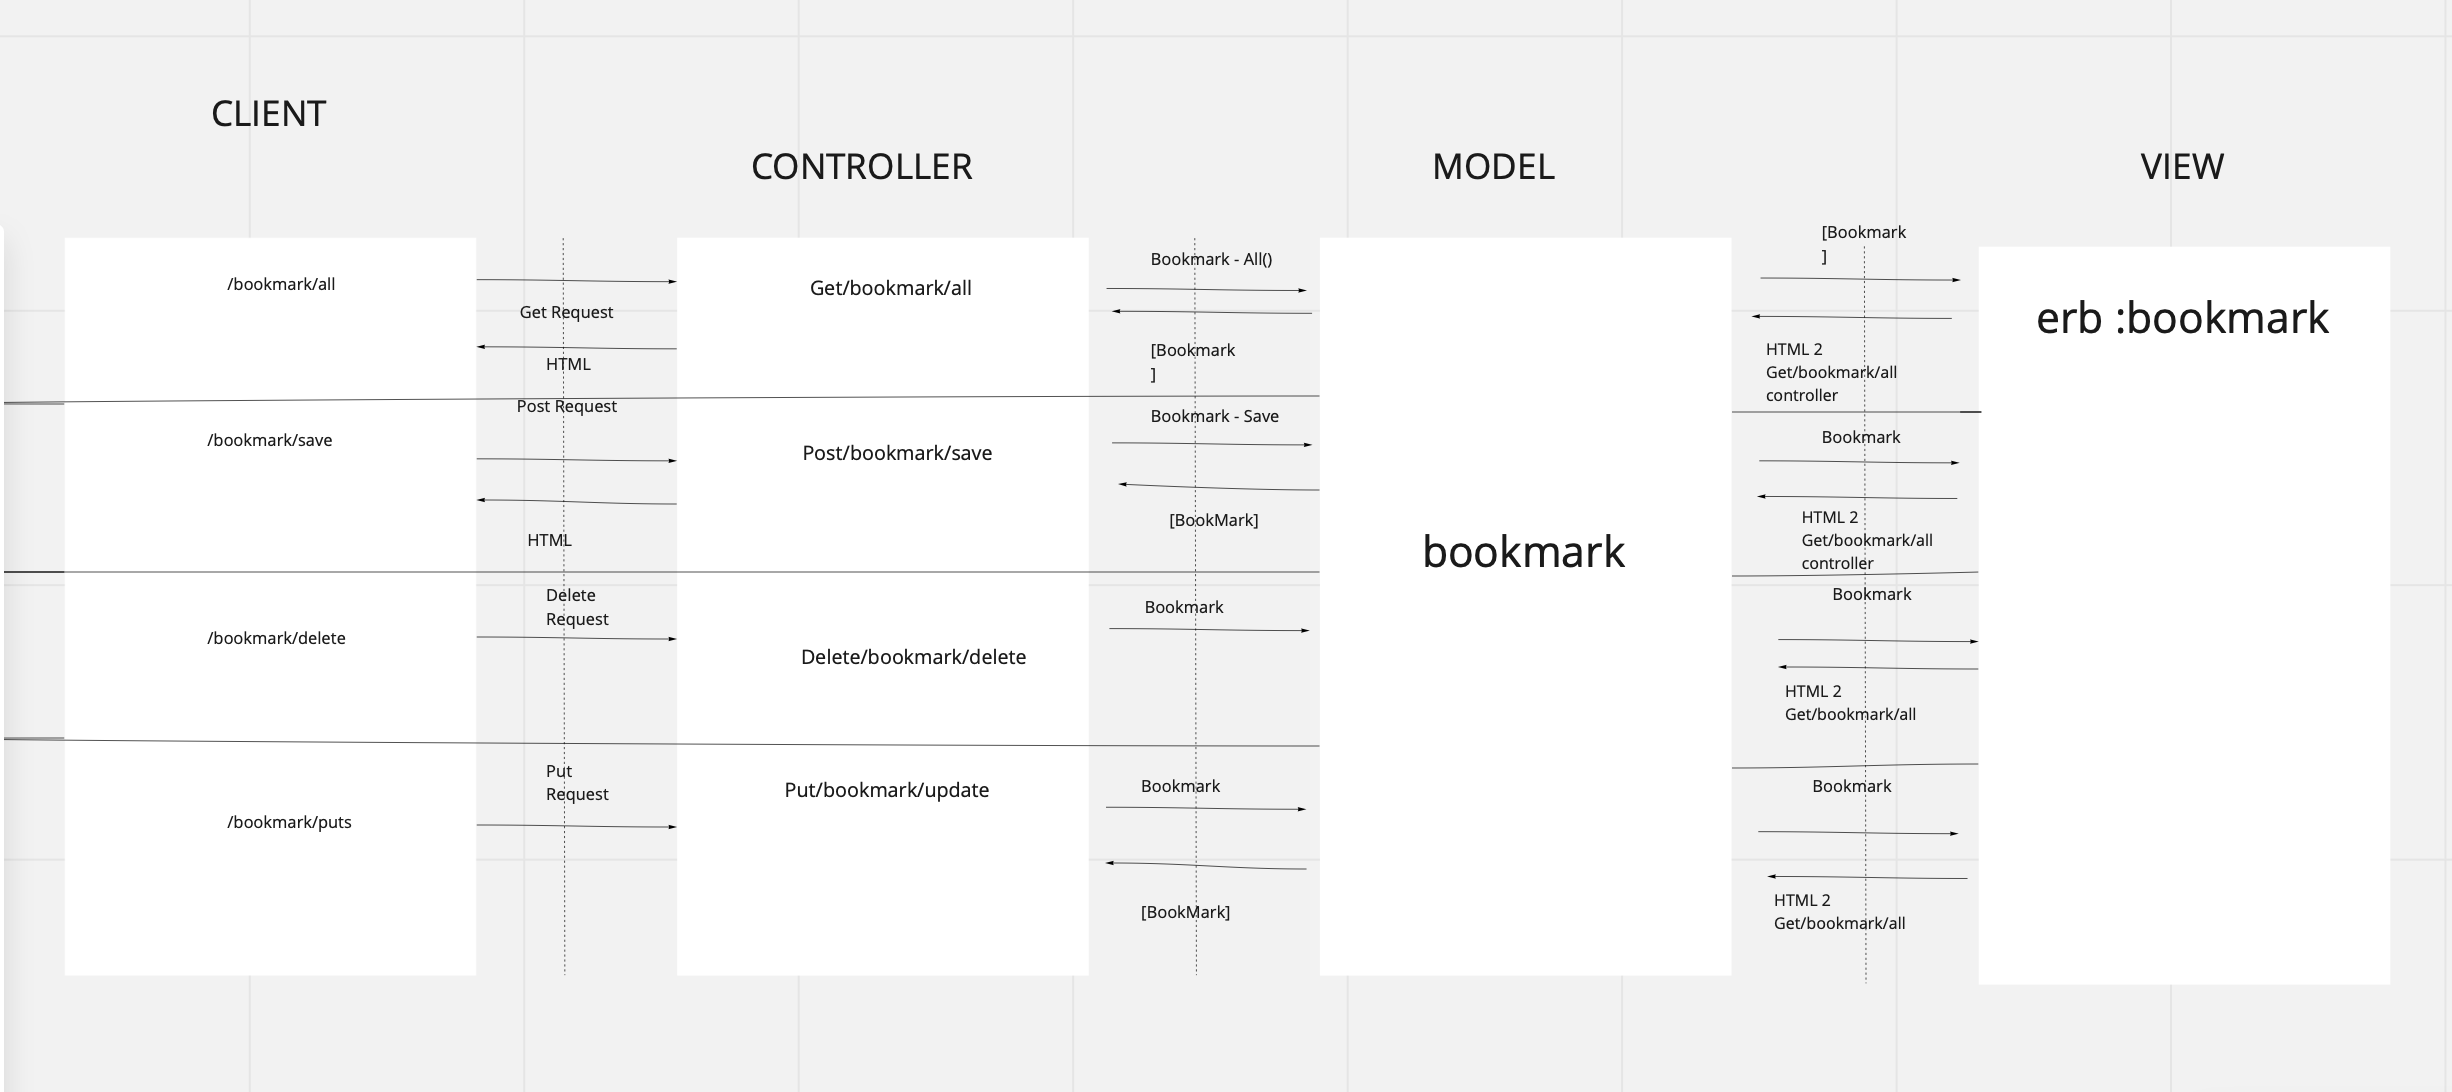 CLIENT
CONTROLLER
MODEL
VIEW
/bookmark/all
Get Request
HTML
Get/bookmark/all
Bookmark - All()
[Bookmark
]
[Bookmark
]
HTML 2
Get/bookmark/all
controller
erb :bookmark
/bookmark/save
Post Request
HTML
Post/bookmark/save
Bookmark - Save
[BookMark]
bookmark
Bookmark
HTML 2
Get/bookmark/all
controller
/bookmark/delete
Delete
Request
Delete/bookmark/delete
Bookmark
Bookmark
HTML 2
Get/bookmark/all
/bookmark/puts
Put
Request
Put/bookmark/update
Bookmark
[BookMark]
Bookmark
HTML 2
Get/bookmark/all